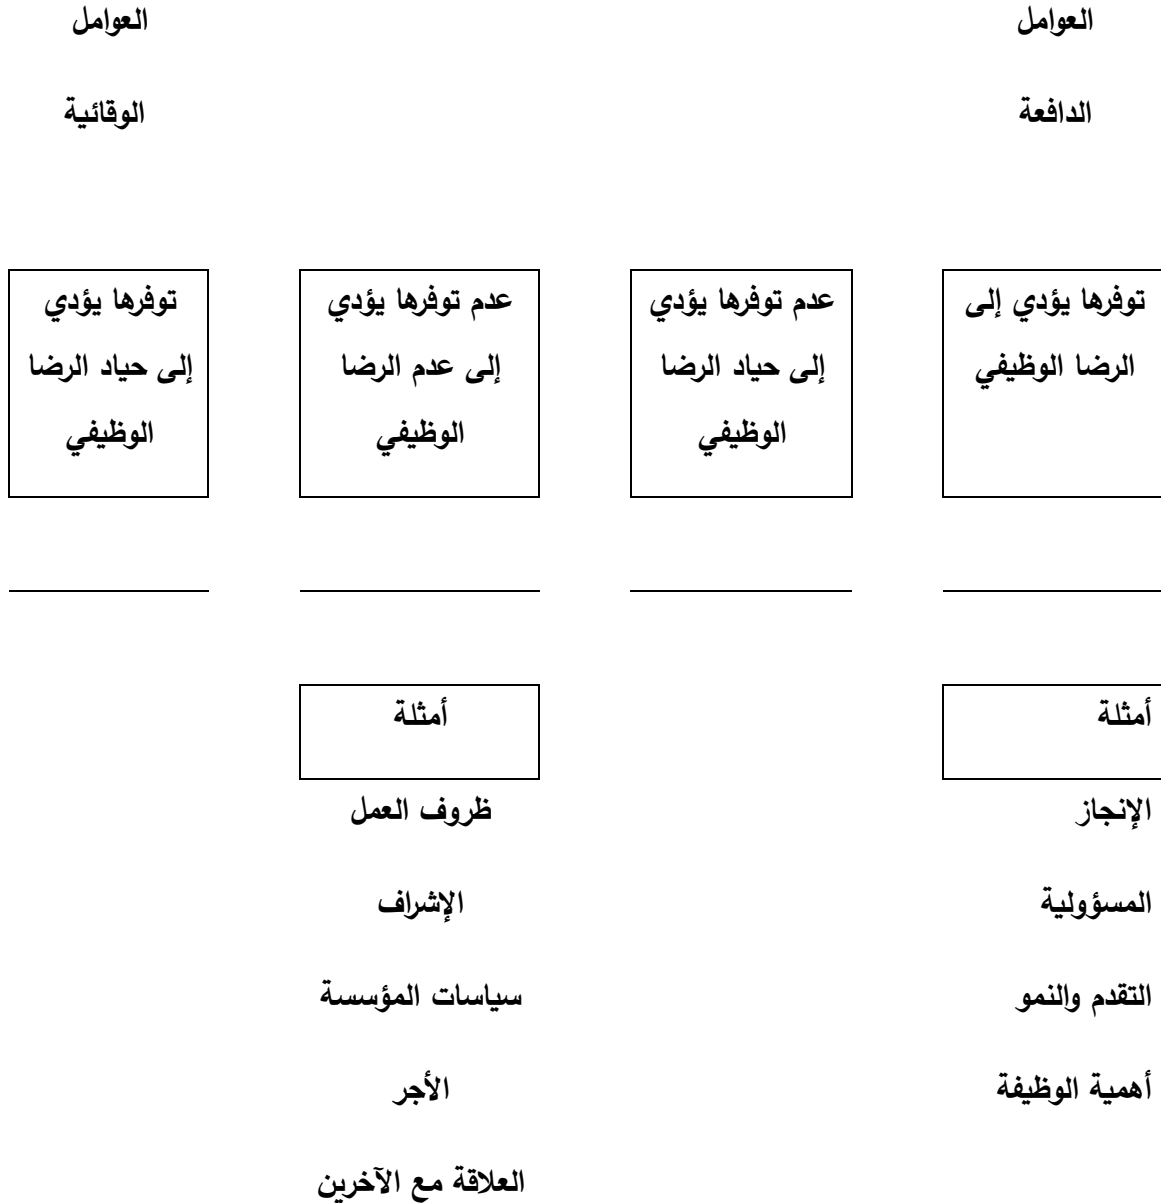 العوامل
الدافعة
العوامل
الوقائية
توفرها يؤدي إلى
الرضا الوظيفي
عدم توفرها يؤدي
إلى حياد الرضا
الوظيفي
عدم توفرها يؤدي
إلى عدم الرضا
الوظيفي
توفرها يؤدي
إلى حياد الرضا
الوظيفي
أمثلة
الإنجاز
المسؤولية
التقدم والنمو
أهمية الوظيفة
أمثلة
ظروف العمل
الإشراف
سياسات المؤسسة
الأجر
العلاقة مع الآخرين